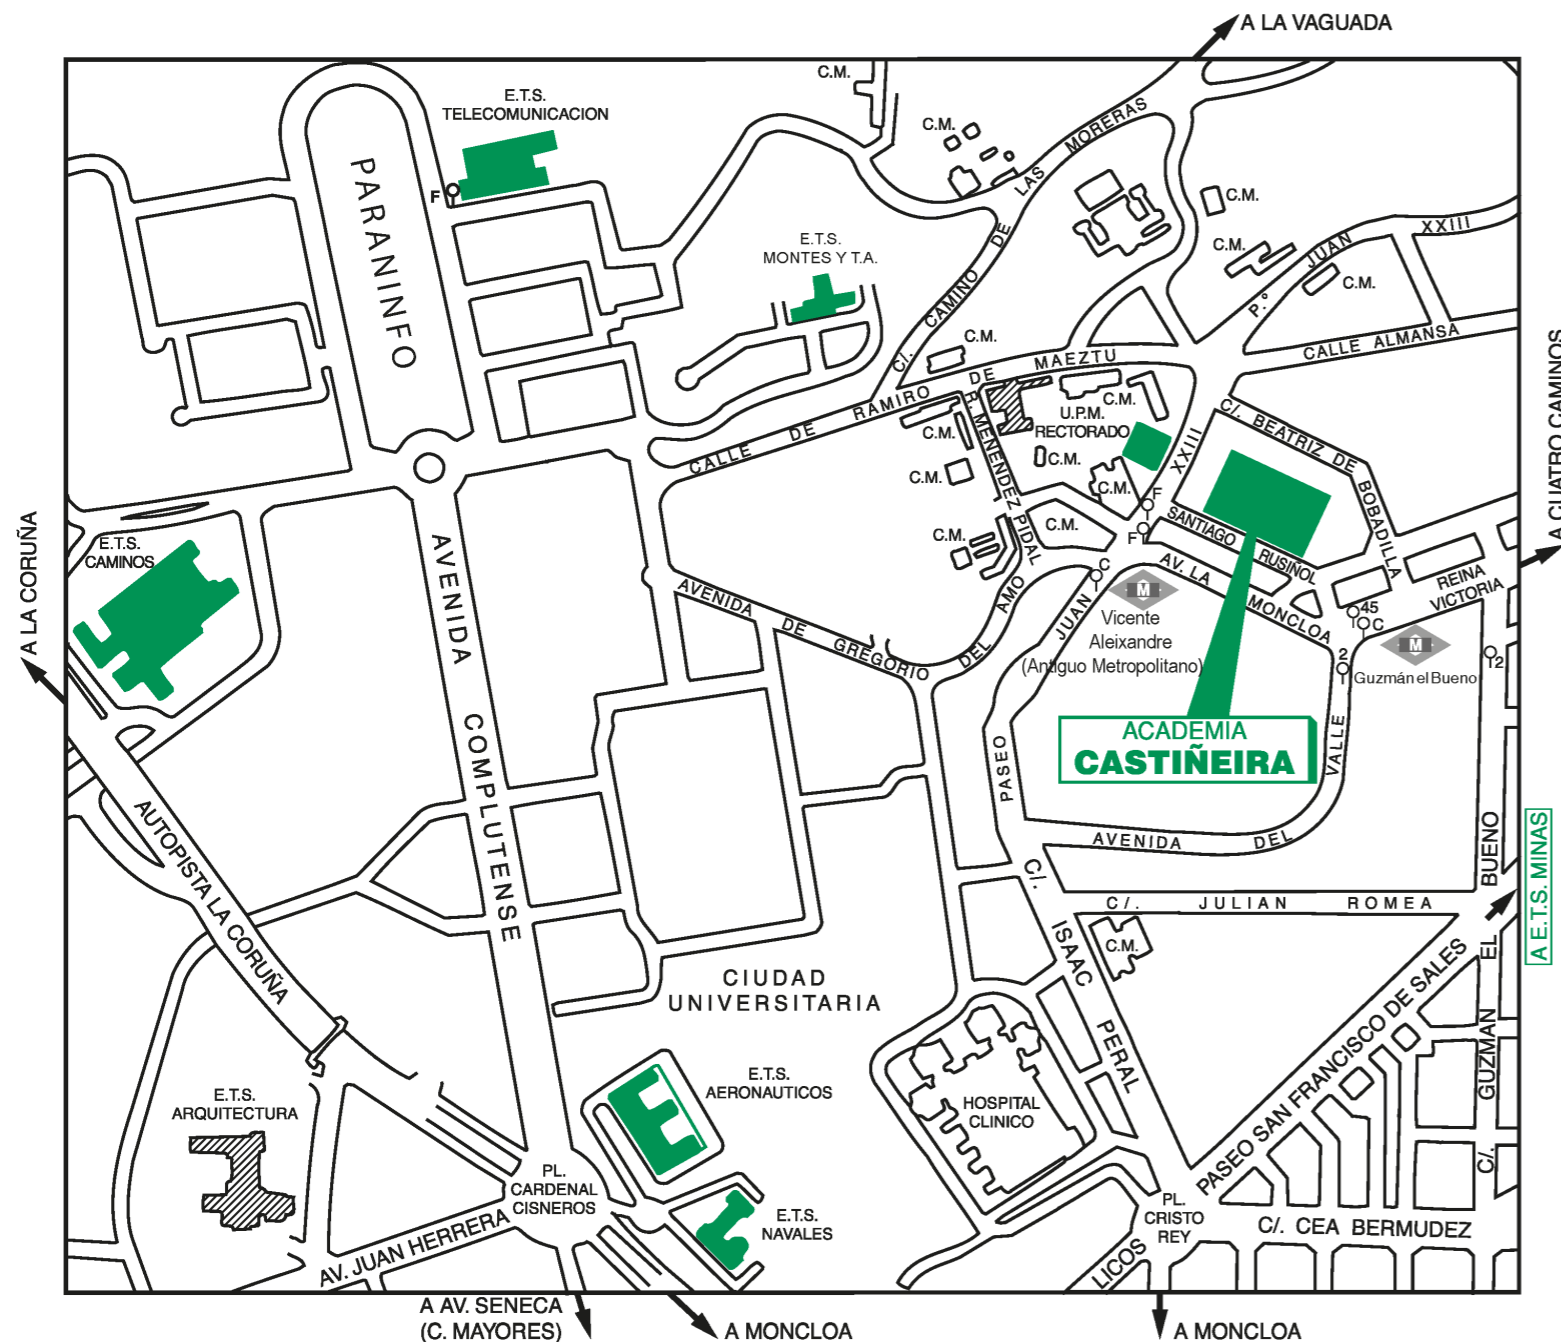 A LA VAGUADA
C.M.
E.T.S.
TELECOMUNICACION
F
PARANINFO
C.M.
C/. CAMINO DE LAS MORERAS
C.M.
C.M.
P.º JUAN XXIII
C.M.
E.T.S.
MONTES Y T.A.
CALLE ALMANSA
A CUATRO CAMINOS
C.M.
CALLE DE RAMIRO DE MAEZTU
U.P.M.
RECTORADO
C.M.
C.M.
C.M.
C.M.
C.M.
C.M.
C.M.
R. MENENDEZ PIDAL
XXIII
C/. BEATRIZ DE BOBADILLA
F
F
SANTIAGO RUSIÑOL
AV. LA MONCLOA
REINA
VICTORIA
A LA CORUÑA
E.T.S.
CAMINOS
AVENIDA COMPLUTENSE
AVENIDA DE GREGORIO DEL AMO
C
M
Vicente
Aleixandre
(Antiguo Metropolitano)
45
C
2
M
Guzmán el Bueno
2
PASEO JUAN
ACADEMIA
CASTIÑEIRA
AVENIDA DEL VALLE
AUTOPISTA LA CORUÑA
C/. JULIAN ROMEA
C/. ISAAC PERAL
C.M.
A E.T.S. MINAS
C/. GUZMAN EL BUENO
PASEO SAN FRANCISCO DE SALES
CIUDAD
UNIVERSITARIA
E.T.S.
AERONAUTICOS
HOSPITAL
CLINICO
E.T.S.
ARQUITECTURA
PL.
CARDENAL
CISNEROS
E.T.S.
NAVALES
PL.
CRISTO
REY
C/. CEA BERMUDEZ
AV. JUAN HERRERA
LICOS
A AV. SENECA
(C. MAYORES)
A MONCLOA
A MONCLOA